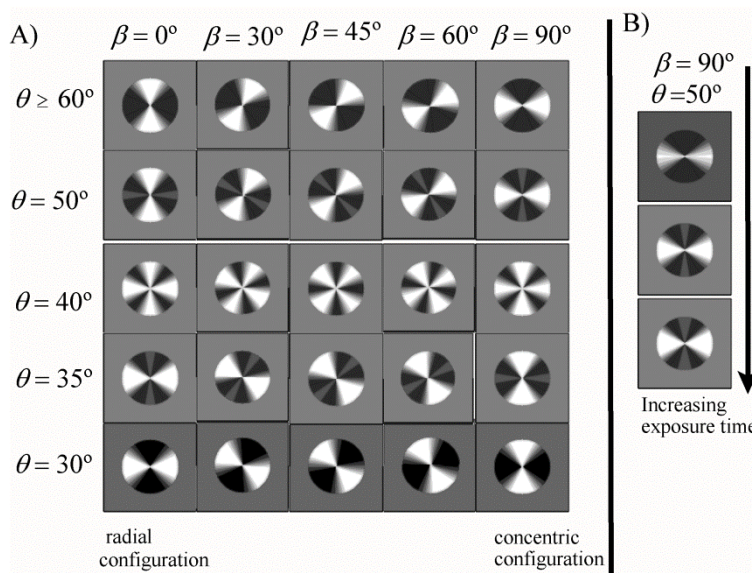 A)
β = 0º β = 30º β = 45º β = 60º β = 90º
θ ≥ 60º
θ = 50º
θ = 40º
θ = 35º
θ = 30º
radial
configuration
concentric
configuration
B)
β = 90º
θ =50º
Increasing
exposure time